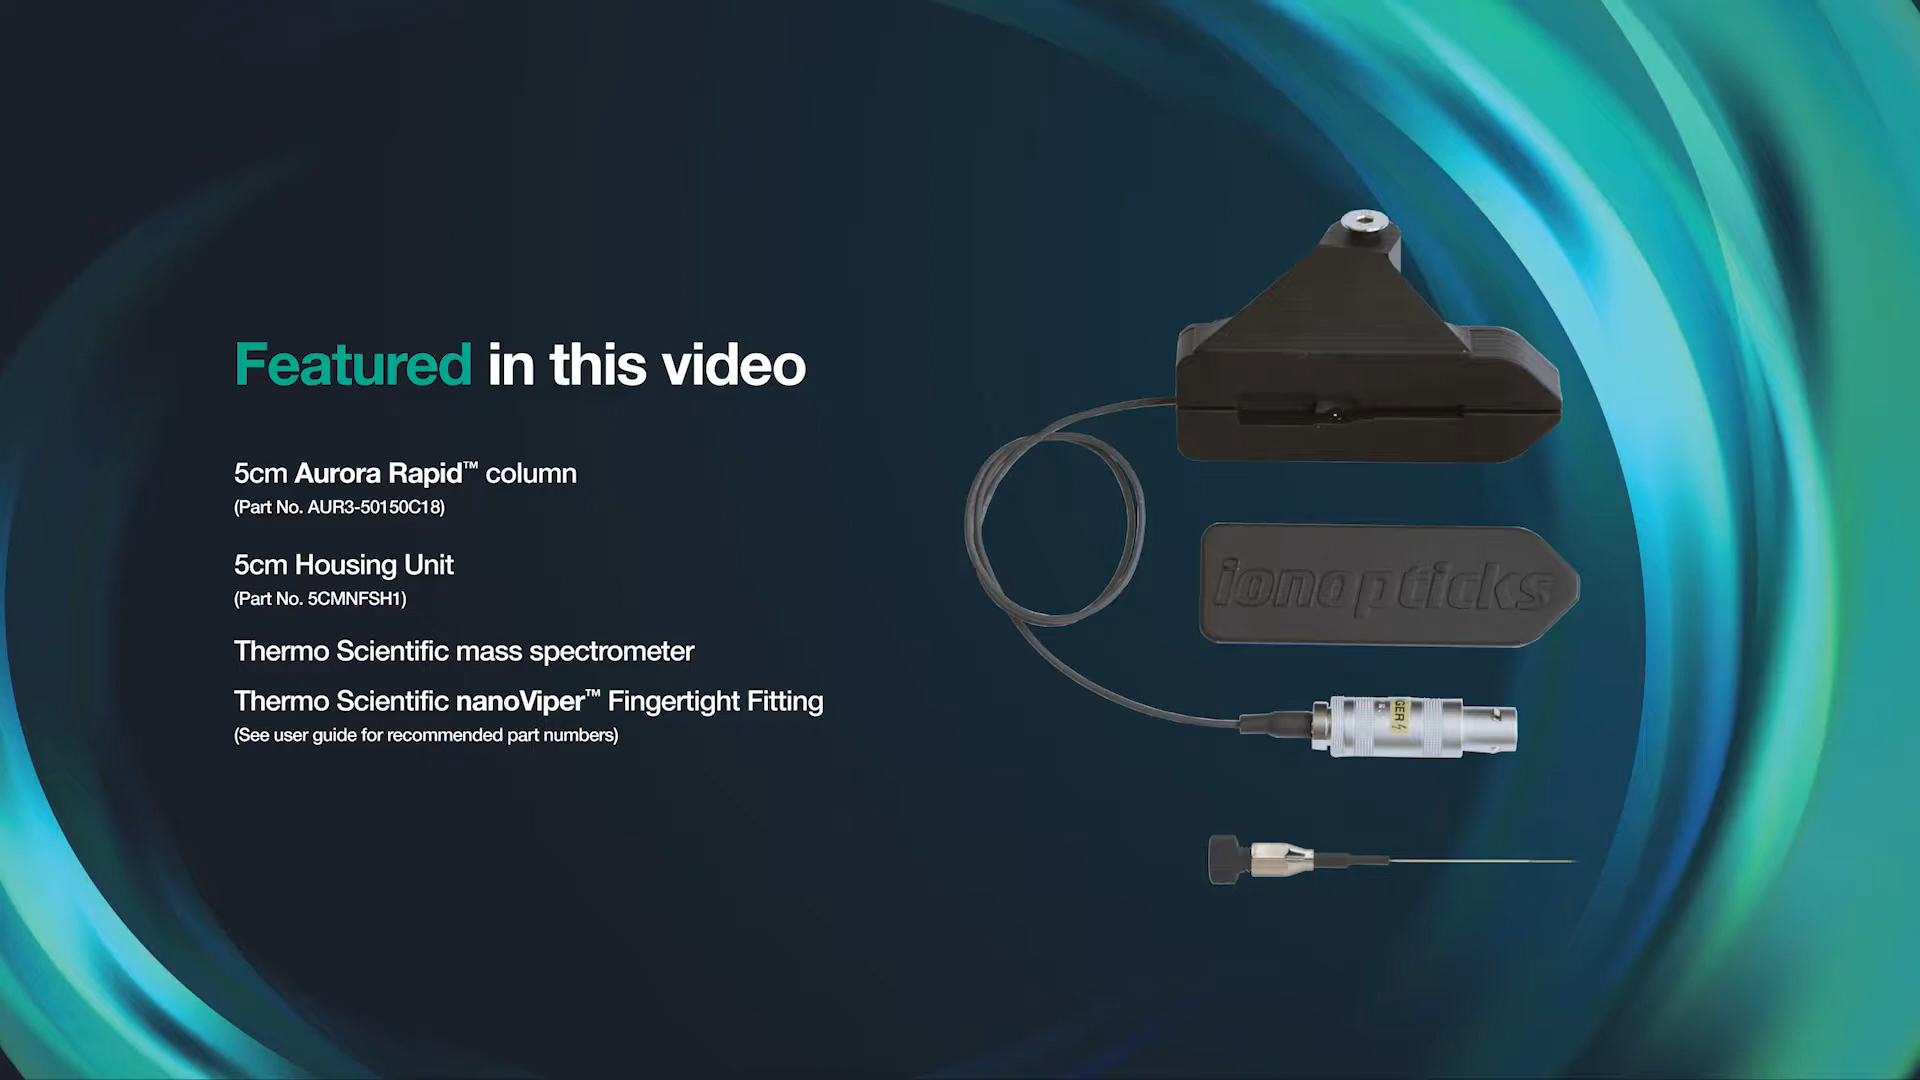 Featured in this video
5cm Aurora Rapid™ column
(Part No. AUR3-50150C18)
5cm Housing Unit
(Part No. 5CMNFSH1)
Thermo Scientific mass spectrometer
Thermo Scientific nanoViper™ Fingertight Fitting
(See user guide for recommended part numbers)
ionopticks
GER